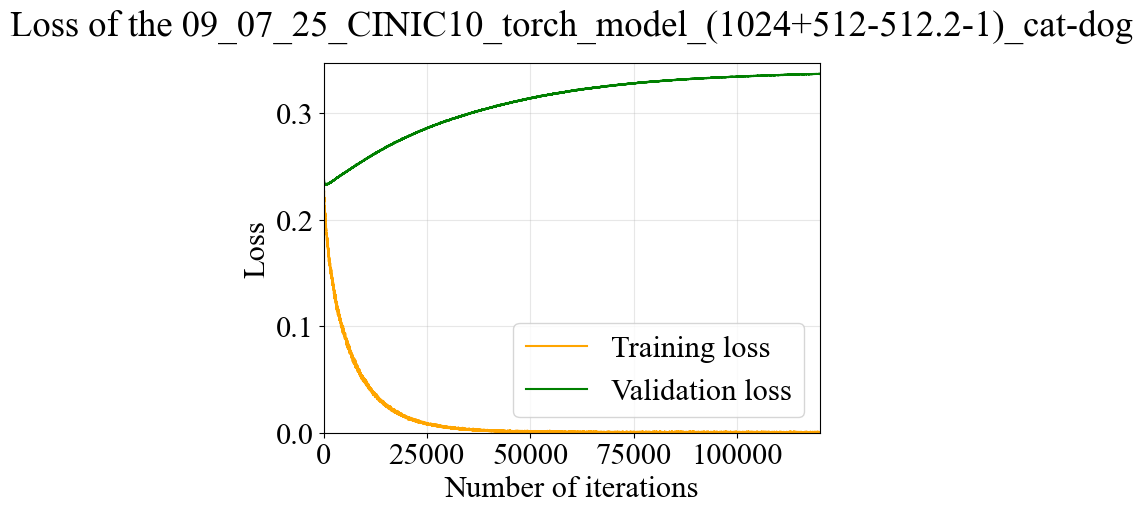 Loss of the 09_07_25_CINIC10_torch_model_(1024+512-512.2-1)_cat-dog
0.3
0.2
0.1
0.0
Loss
Training loss
Validation loss
0 25000 50000 75000 100000
Number of iterations